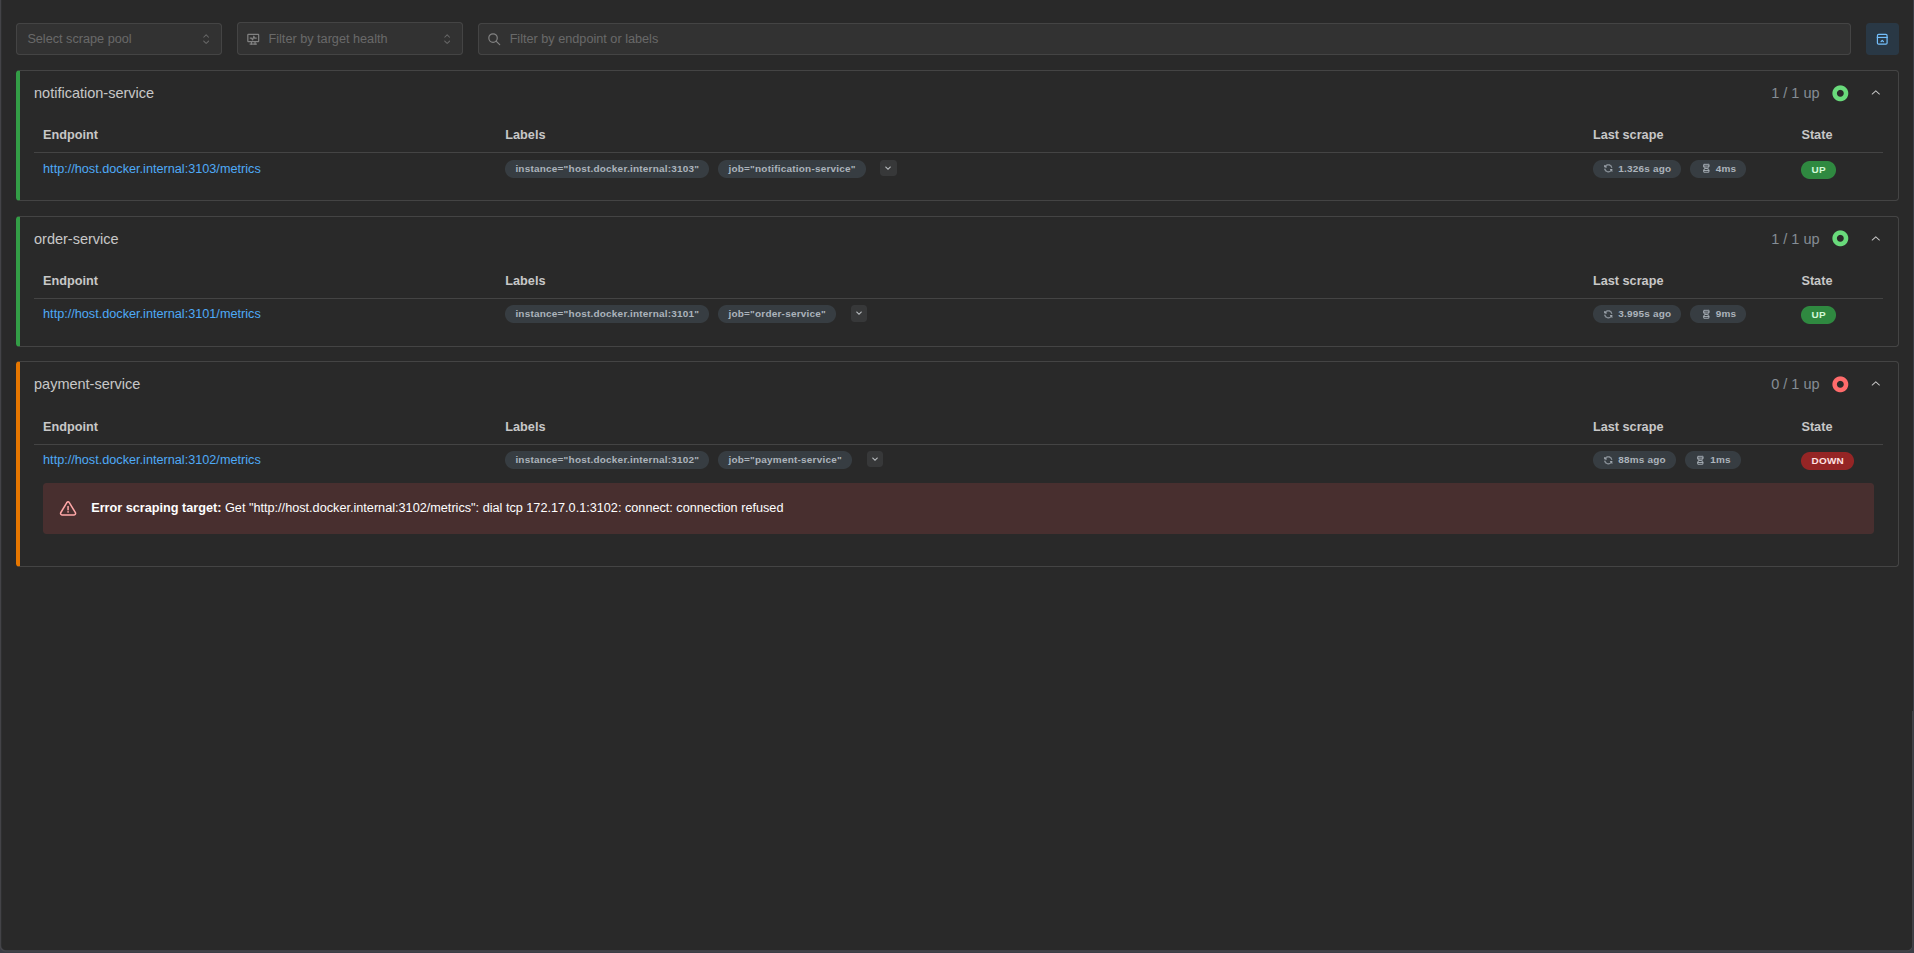 Select scrape pool Filter by target health Filter by endpoint or labels
notification-service 1 / 1 up
Endpoint Labels Last scrape State
http://host.docker.internal:3103/metrics instance="host.docker.internal:3103" job="notification-service" 1.326s ago 4ms UP
order-service 1 / 1 up
Endpoint Labels Last scrape State
http://host.docker.internal:3101/metrics instance="host.docker.internal:3101" job="order-service" 3.995s ago 9ms UP
payment-service 0 / 1 up
Endpoint Labels Last scrape State
http://host.docker.internal:3102/metrics instance="host.docker.internal:3102" job="payment-service" 88ms ago 1ms DOWN
Error scraping target: Get "http://host.docker.internal:3102/metrics": dial tcp 172.17.0.1:3102: connect: connection refused